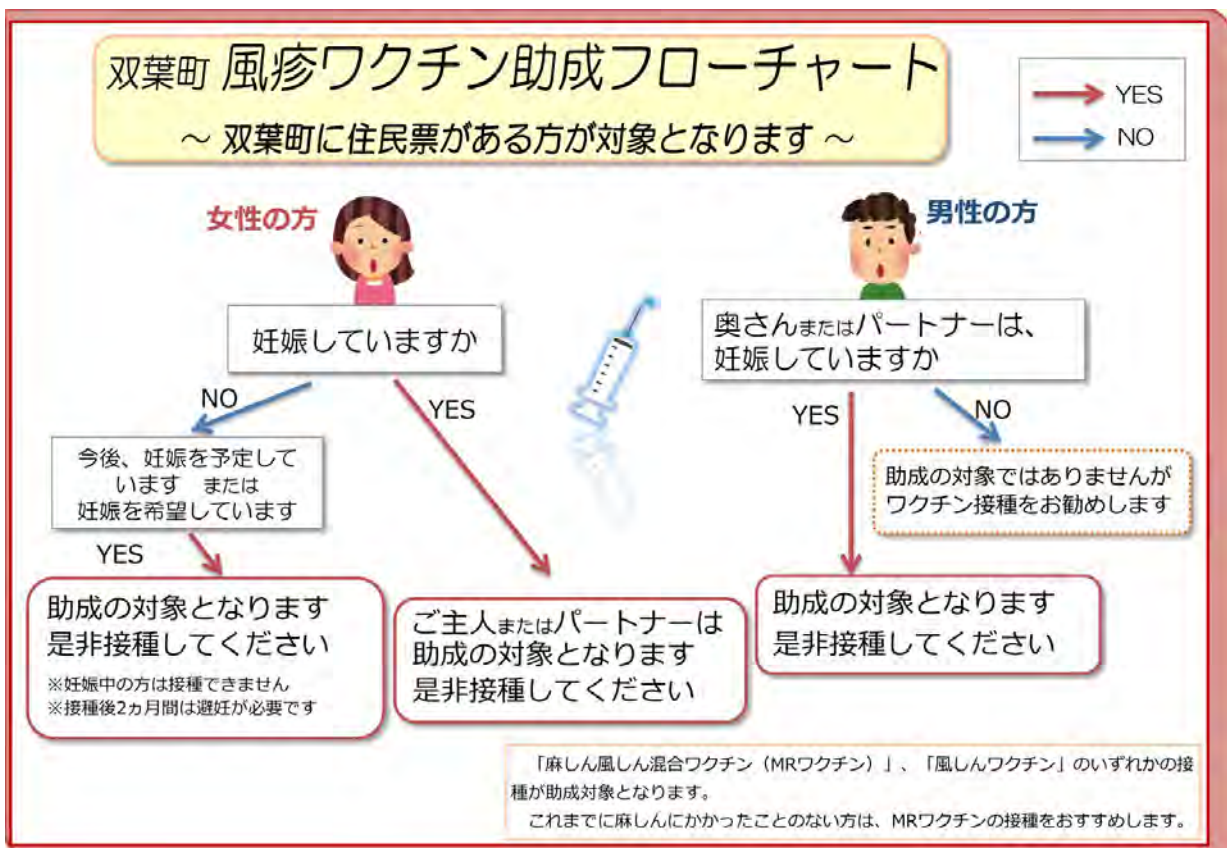 双葉町 風疹ワクチン助成フローチャート
～ 双葉町に住民票がある方が対象となります ～
YES
NO
女性の方
男性の方
妊娠していますか
奥さんまたはパートナーは、
妊娠していますか
NO
YES
YES
NO
今後、妊娠を予定して
います または
妊娠を希望しています
助成の対象ではありませんが
ワクチン接種をお勧めします
YES
助成の対象となります
是非接種してください
※妊娠中の方は接種できません
※接種後2ヵ月間は避妊が必要です
ご主人またはパートナーは
助成の対象となります
是非接種してください
助成の対象となります
是非接種してください
「麻しん風しん混合ワクチン（MRワクチン）」、「風しんワクチン」のいずれかの接
種が助成対象となります。
これまでに麻しんにかかったことのない方は、MRワクチンの接種をおすすめします。